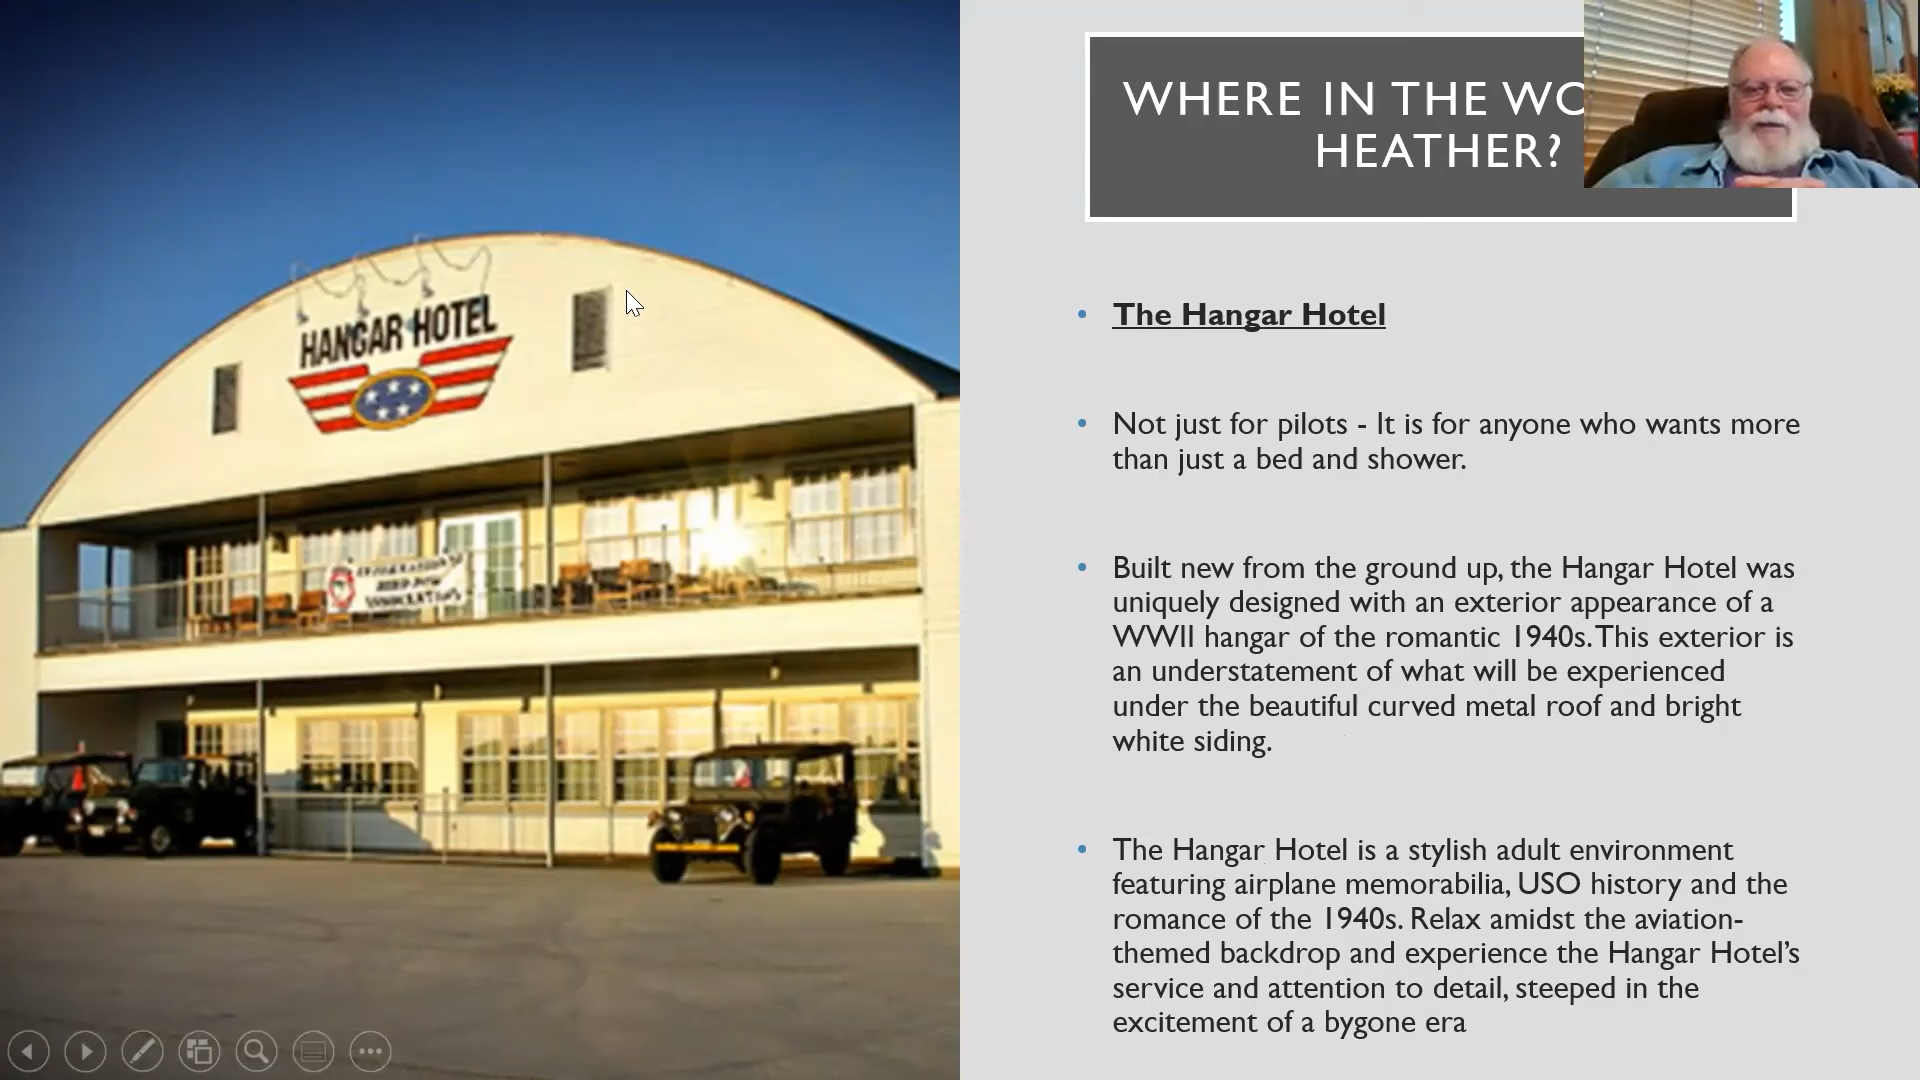 WHERE IN THE WO
HEATHER?
HANGAR HOTEL
• The Hangar Hotel
• Not just for pilots - It is for anyone who wants more
than just a bed and shower.
• Built new from the ground up, the Hangar Hotel was
uniquely designed with an exterior appearance of a
WWII hangar of the romantic 1940s. This exterior is
an understatement of what will be experienced
under the beautiful curved metal roof and bright
white siding.
• The Hangar Hotel is a stylish adult environment
featuring airplane memorabilia, USO history and the
romance of the 1940s. Relax amidst the aviation-
themed backdrop and experience the Hangar Hotel’s
service and attention to detail, steeped in the
excitement of a bygone era